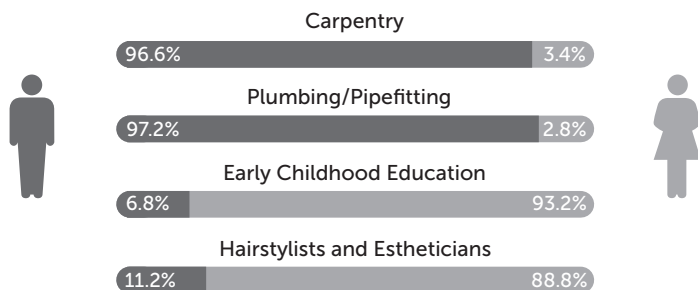 Carpentry
96.6% 3.4%
Plumbing/Pipefitting
97.2% 2.8%
Early Childhood Education
6.8% 93.2%
Hairstylists and Estheticians
11.2% 88.8%